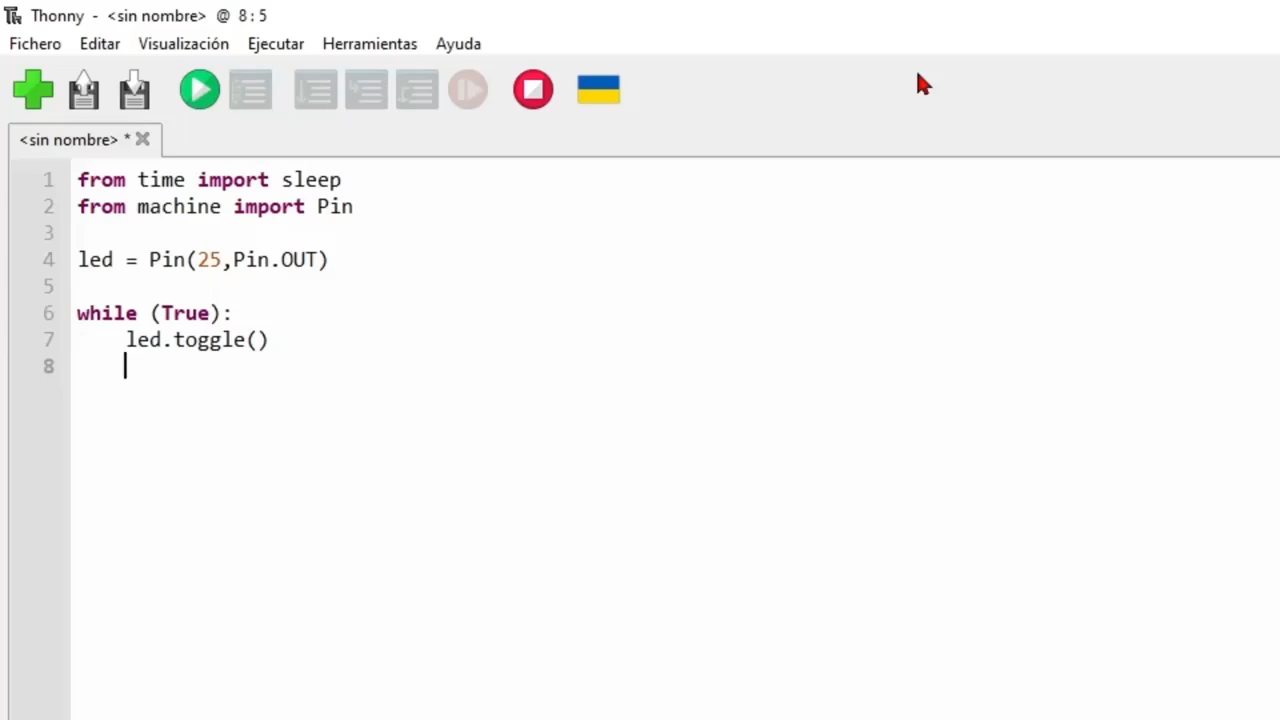 Thonny - <sin nombre> @ 8:5
Fichero Editar Visualización Ejecutar Herramientas Ayuda
<sin nombre> *
1 from time import sleep
2 from machine import Pin
3
4 led = Pin(25,Pin.OUT)
5
6 while (True):
7     led.toggle()
8